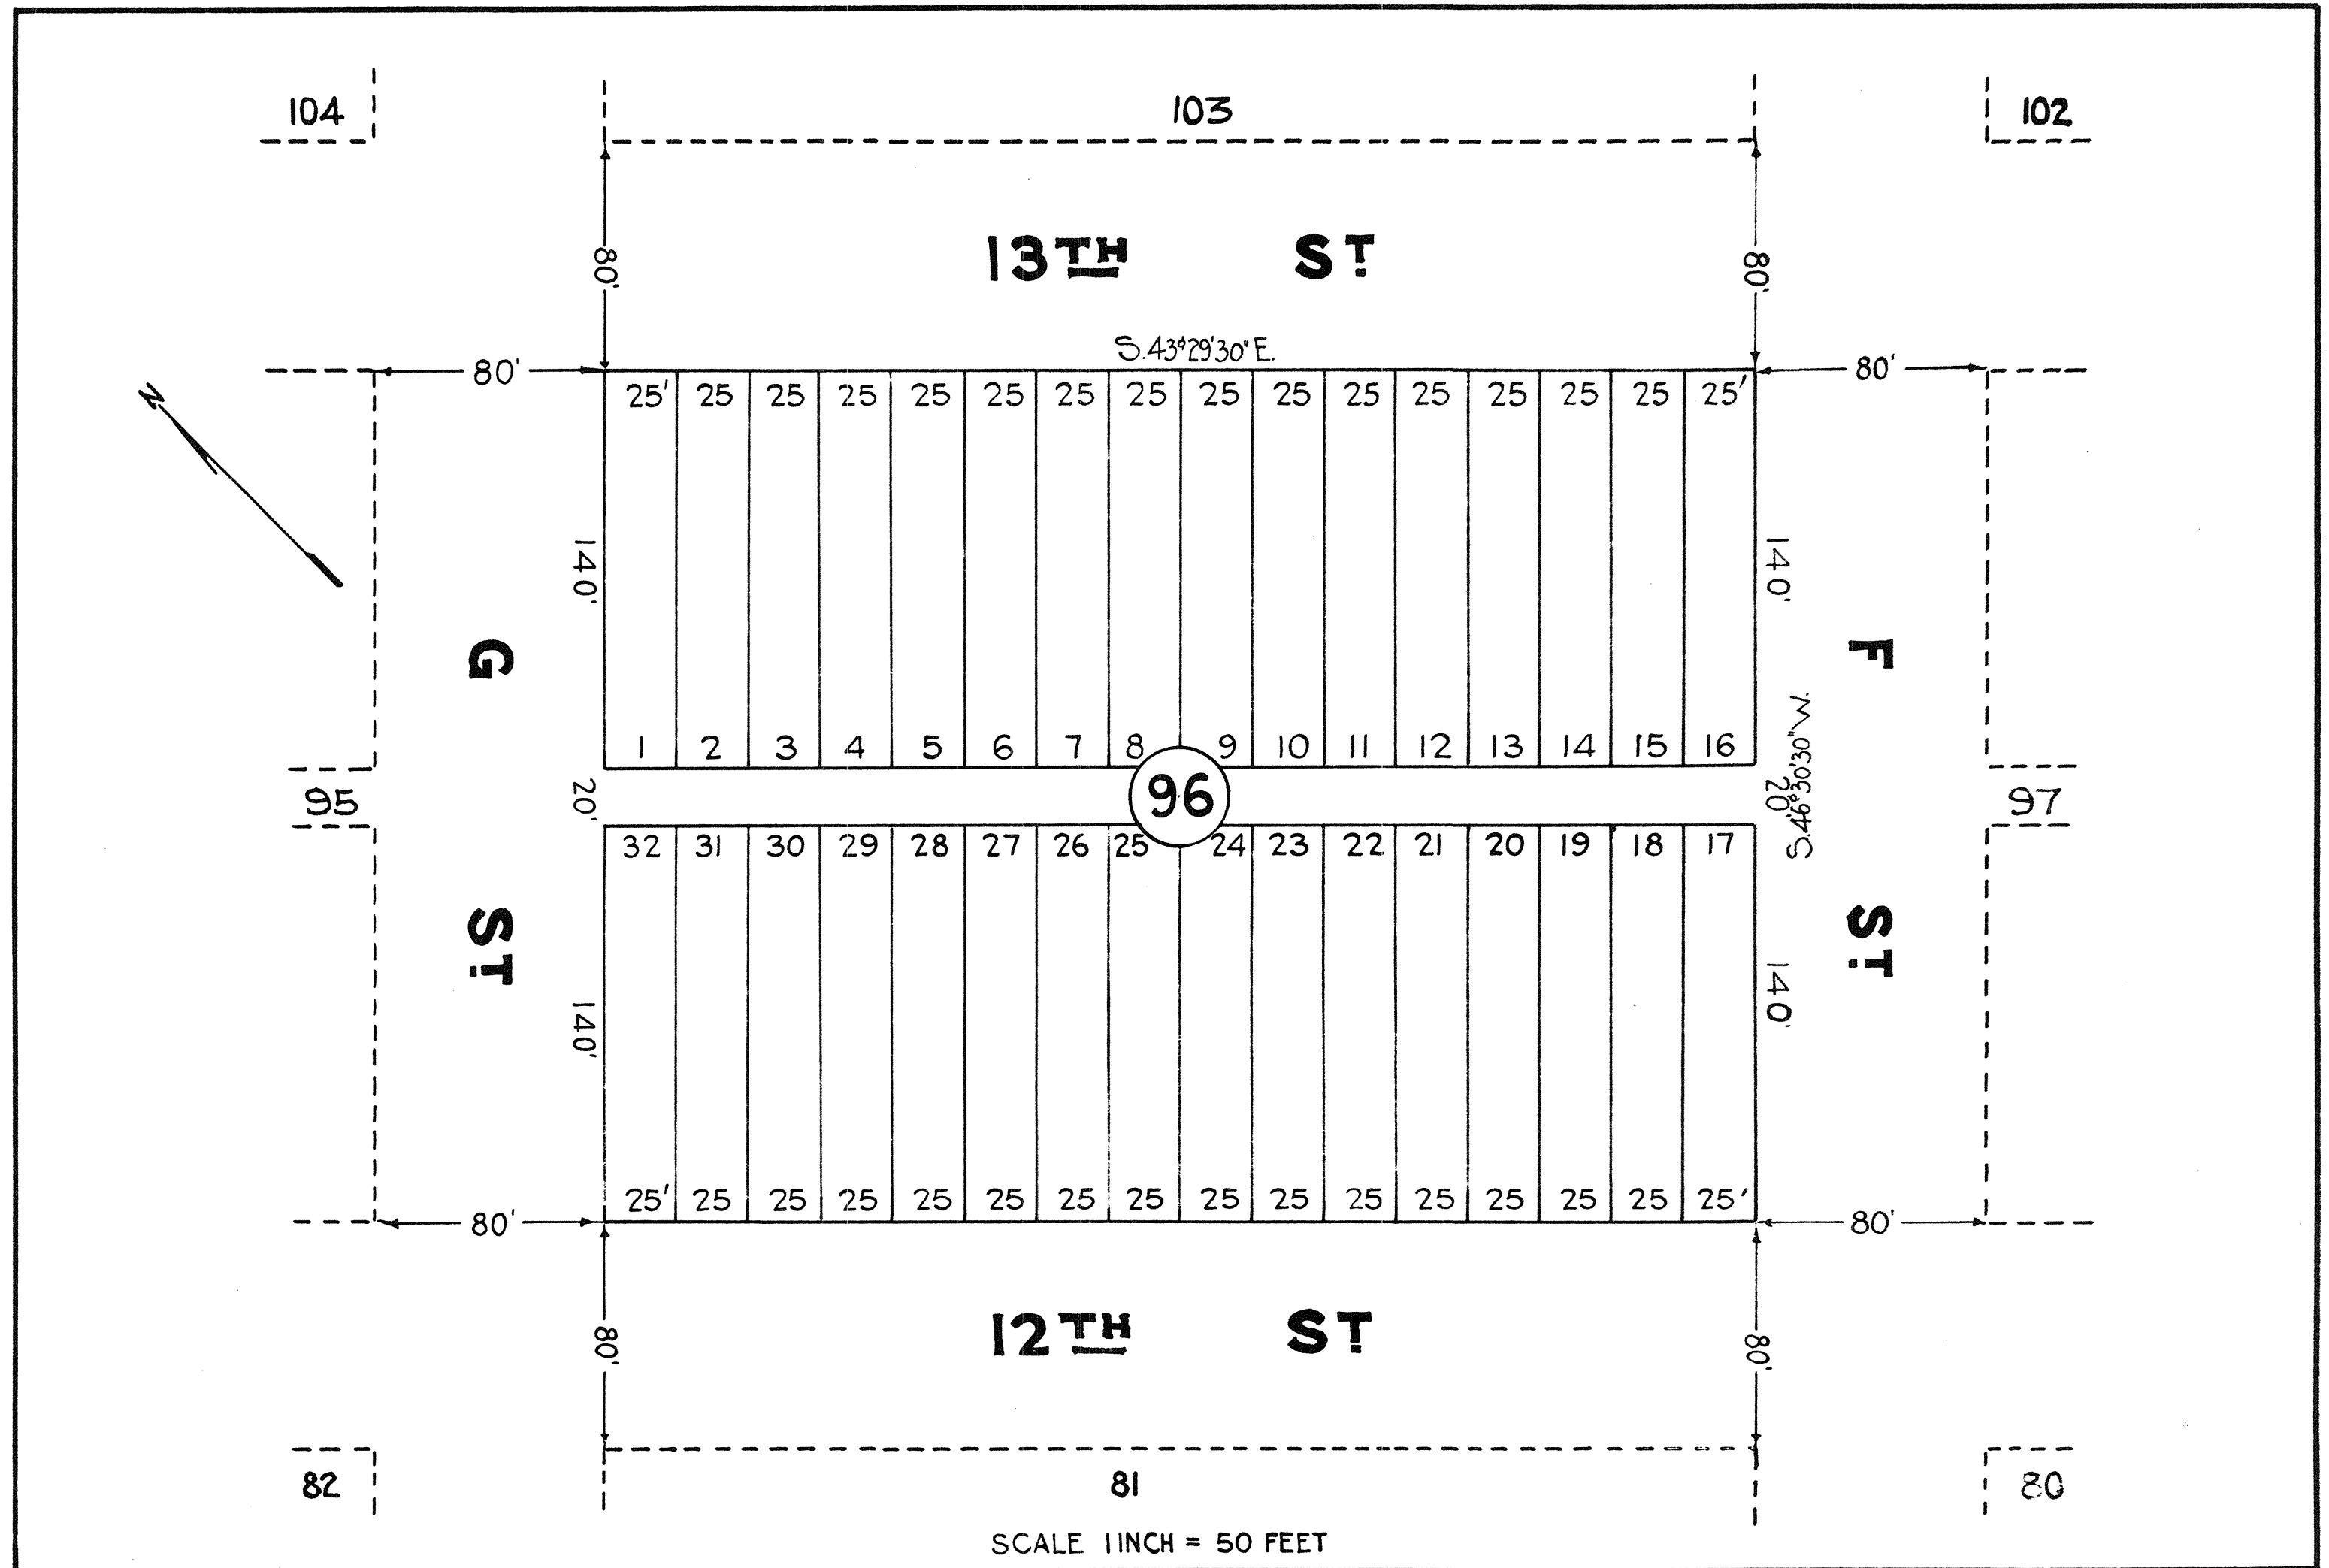 104 103 102
80' 80'
13TH ST
S.43°29'30"E.
80' 80'
N
25' 25 25 25 25 25 25 25 25 25 25 25 25 25 25 25'
140' 140'
G ST
F ST
1 2 3 4 5 6 7 8 9 10 11 12 13 14 15 16
95 20' 96 20' S.46°30'30"W. 97
32 31 30 29 28 27 26 25 24 23 22 21 20 19 18 17
140' 140'
25' 25 25 25 25 25 25 25 25 25 25 25 25 25 25 25'
80' 80'
12TH ST
80' 80'
82 81 80
SCALE 1 INCH = 50 FEET